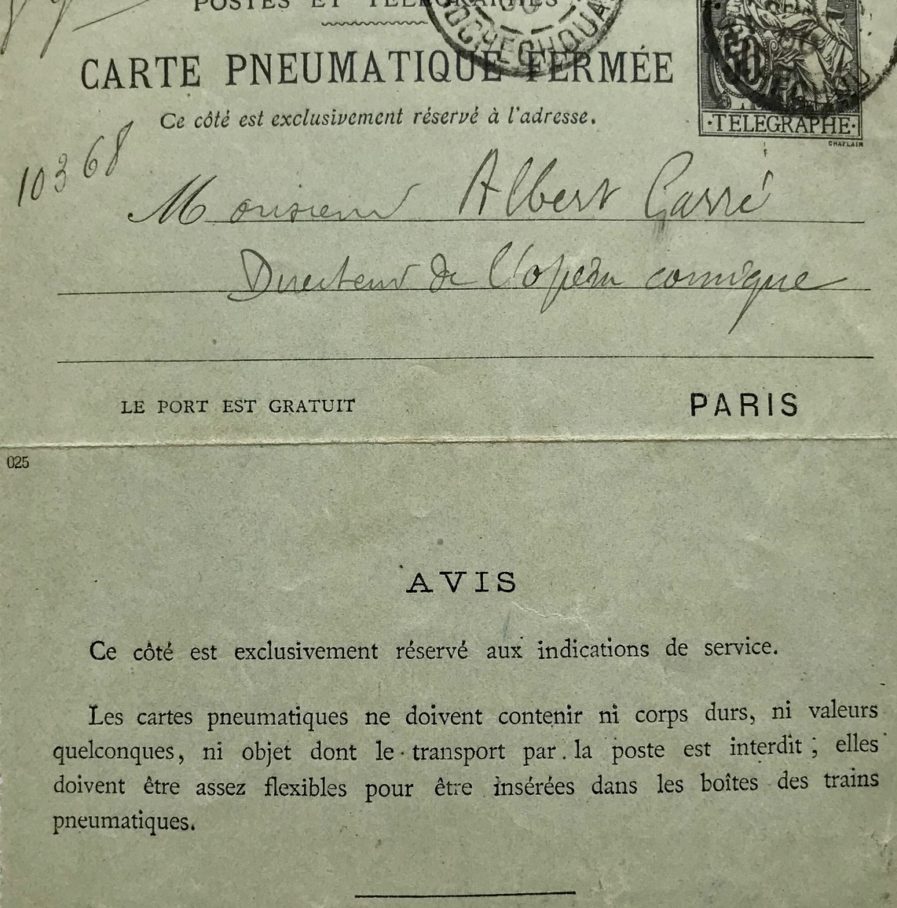 POSTES ET TÉLÉGRAPHES
ROCHECHOUART
CARTE PNEUMATIQUE FERMÉE
50
Ce côté est exclusivement réservé à l'adresse.
·TELEGRAPHE·
CHAPLAIN
10368
Monsieur Albert Carré
Directeur de l'opéra comique
LE PORT EST GRATUIT
PARIS
025
AVIS
Ce côté est exclusivement réservé aux indications de service.
Les cartes pneumatiques ne doivent contenir ni corps durs, ni valeurs
quelconques, ni objet dont le transport par la poste est interdit ; elles
doivent être assez flexibles pour être insérées dans les boîtes des trains
pneumatiques.